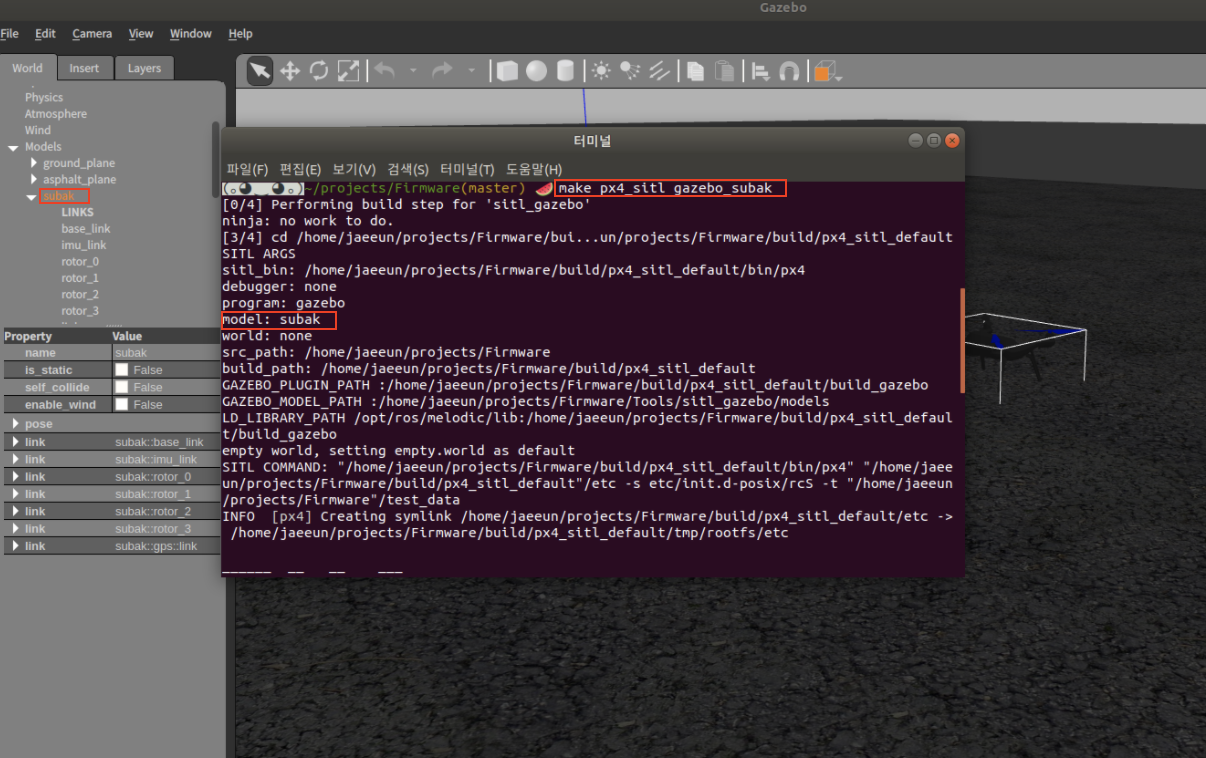 Gazebo
File Edit Camera View Window Help
World Insert Layers
Physics
Atmosphere
Wind
Models
ground_plane
asphalt_plane
subak
LINKS
base_link
imu_link
rotor_0
rotor_1
rotor_2
rotor_3
Property Value
name subak
is_static False
self_collide False
enable_wind False
pose
link subak::base_link
link subak::imu_link
link subak::rotor_0
link subak::rotor_1
link subak::rotor_2
link subak::rotor_3
link subak::gps::link
터미널
파일(F) 편집(E) 보기(V) 검색(S) 터미널(T) 도움말(H)
~/projects/Firmware(master) 🍉 make px4_sitl gazebo_subak
[0/4] Performing build step for 'sitl_gazebo'
ninja: no work to do.
[3/4] cd /home/jaeeun/projects/Firmware/bui...un/projects/Firmware/build/px4_sitl_default
SITL ARGS
sitl_bin: /home/jaeeun/projects/Firmware/build/px4_sitl_default/bin/px4
debugger: none
program: gazebo
model: subak
world: none
src_path: /home/jaeeun/projects/Firmware
build_path: /home/jaeeun/projects/Firmware/build/px4_sitl_default
GAZEBO_PLUGIN_PATH :/home/jaeeun/projects/Firmware/build/px4_sitl_default/build_gazebo
GAZEBO_MODEL_PATH :/home/jaeeun/projects/Firmware/Tools/sitl_gazebo/models
LD_LIBRARY_PATH /opt/ros/melodic/lib:/home/jaeeun/projects/Firmware/build/px4_sitl_defaul
t/build_gazebo
empty world, setting empty.world as default
SITL COMMAND: "/home/jaeeun/projects/Firmware/build/px4_sitl_default/bin/px4" "/home/jaee
un/projects/Firmware/build/px4_sitl_default"/etc -s etc/init.d-posix/rcS -t "/home/jaeeun
/projects/Firmware"/test_data
INFO [px4] Creating symlink /home/jaeeun/projects/Firmware/build/px4_sitl_default/etc ->
/home/jaeeun/projects/Firmware/build/px4_sitl_default/tmp/rootfs/etc